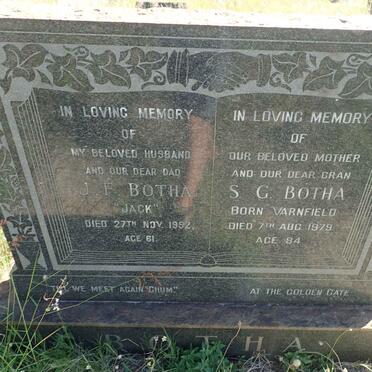 IN LOVING MEMORY
OF
MY BELOVED HUSBAND
AND OUR DEAR DAD
J. F. BOTHA
"JACK"
DIED 27TH NOV. 1952,
AGE 61.
"TILL WE MEET AGAIN "CHUM."
IN LOVING MEMORY
OF
OUR BELOVED MOTHER
AND OUR DEAR GRAN
S. G. BOTHA
BORN VARNFIELD
DIED 7TH AUG. 1979
AGE 84
AT THE GOLDEN GATE
BOTHA